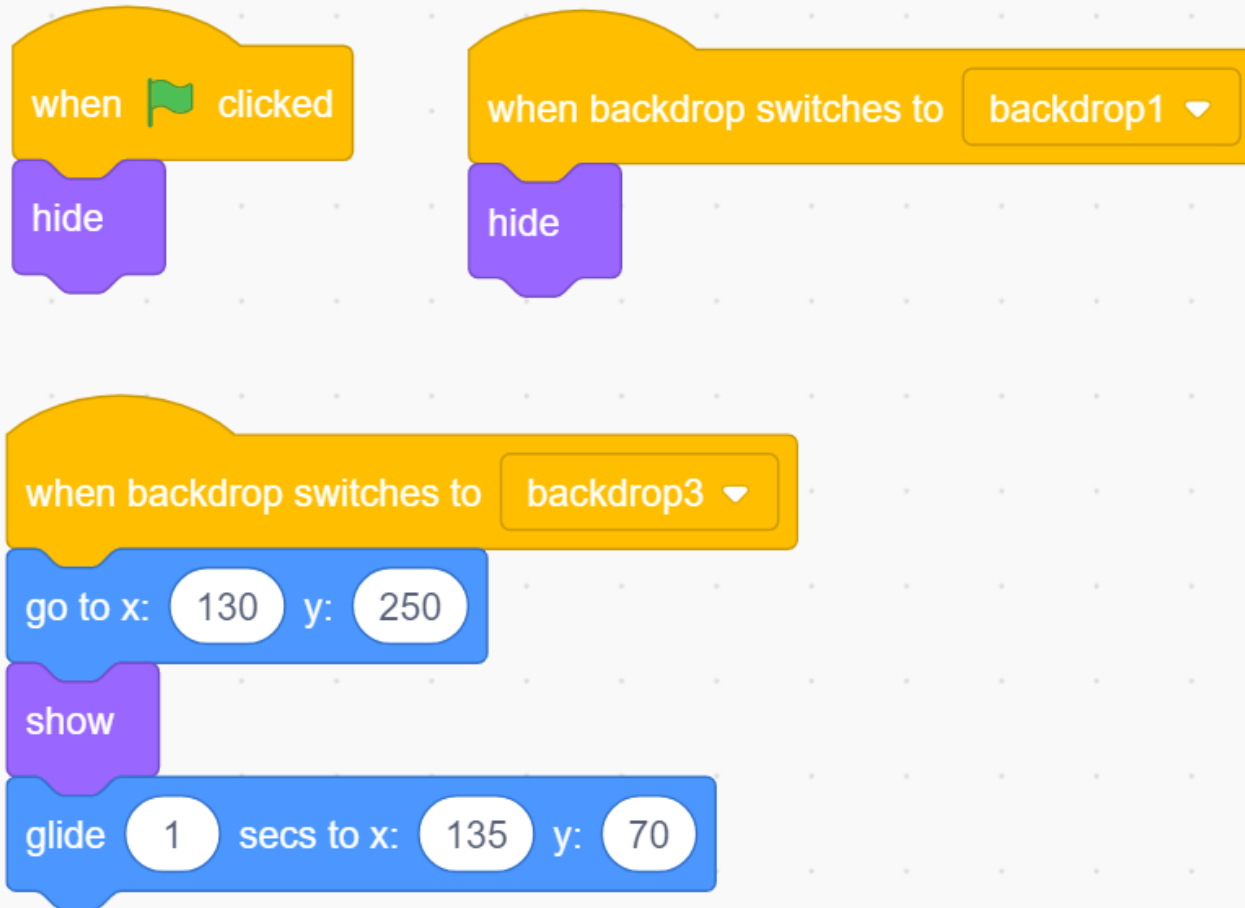 when clicked
hide
when backdrop switches to backdrop1
hide
when backdrop switches to backdrop3
go to x: 130 y: 250
show
glide 1 secs to x: 135 y: 70